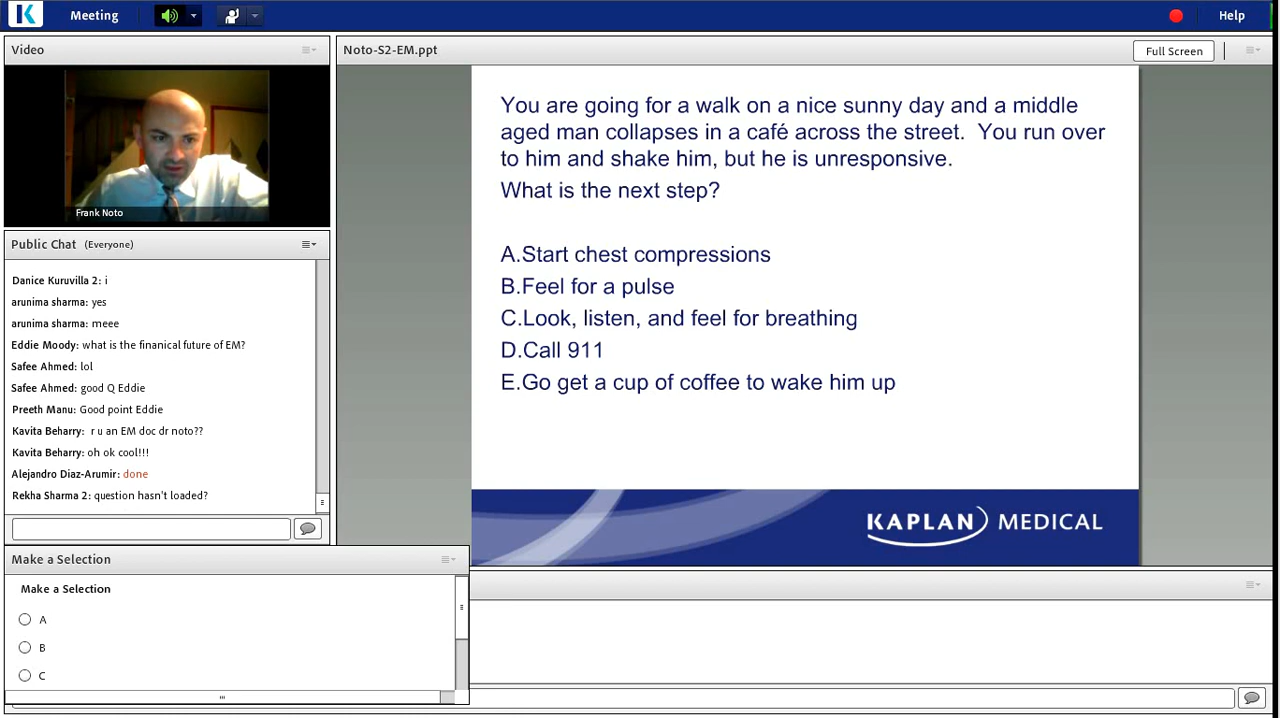 Meeting
Help
Video
Frank Noto
Public Chat (Everyone)
Danice Kuruvilla 2: i
arunima sharma: yes
arunima sharma: meee
Eddie Moody: what is the finanical future of EM?
Safee Ahmed: lol
Safee Ahmed: good Q Eddie
Preeth Manu: Good point Eddie
Kavita Beharry: r u an EM doc dr noto??
Kavita Beharry: oh ok cool!!!
Alejandro Diaz-Arumir: done
Rekha Sharma 2: question hasn't loaded?
Make a Selection
Make a Selection
A
B
C
Noto-S2-EM.ppt
Full Screen
You are going for a walk on a nice sunny day and a middle
aged man collapses in a café across the street. You run over
to him and shake him, but he is unresponsive.
What is the next step?
A.Start chest compressions
B.Feel for a pulse
C.Look, listen, and feel for breathing
D.Call 911
E.Go get a cup of coffee to wake him up
KAPLAN MEDICAL